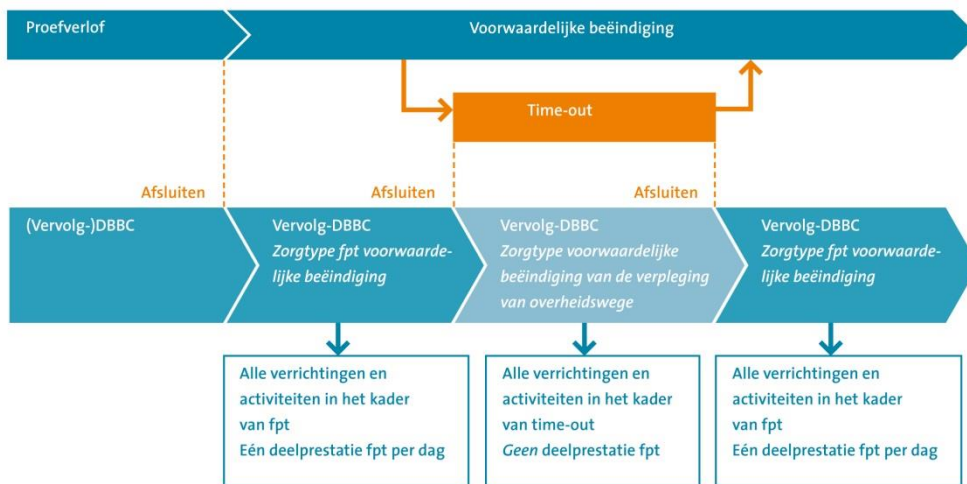 Proefverlof
Voorwaardelijke beëindiging
Time-out
Afsluiten
Afsluiten
Afsluiten
(Vervolg-)DBBC
Vervolg-DBBC
Zorgtype fpt voorwaarde-
lijke beëindiging
Vervolg-DBBC
Zorgtype voorwaardelijke
beëindiging van de verpleging
van overheidswege
Vervolg-DBBC
Zorgtype fpt voorwaarde-
lijke beëindiging
Alle verrichtingen en
activiteiten in het kader
van fpt
Eén deelprestatie fpt per dag
Alle verrichtingen en
activiteiten in het kader
van time-out
Geen deelprestatie fpt
Alle verrichtingen en
activiteiten in het kader
van fpt
Eén deelprestatie fpt per dag